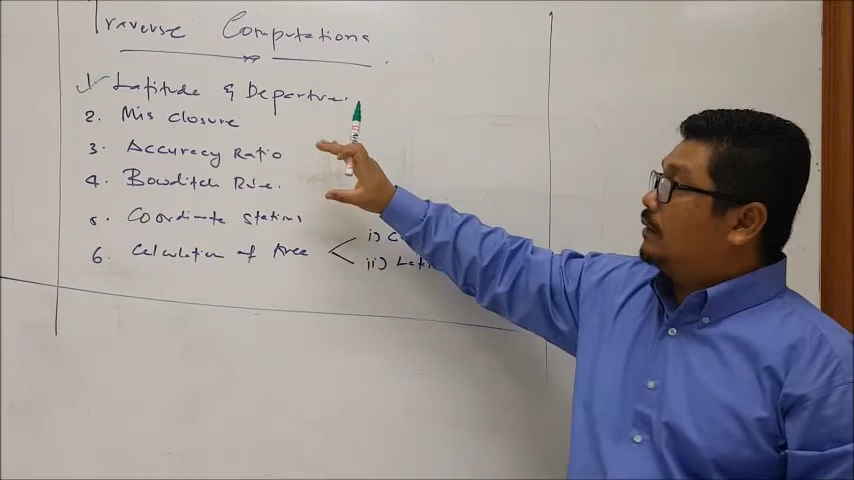 Traverse Computations
1. Latitude & Departure.
2. Mis closure
3. Accuracy Ratio
4. Bowditch Rule.
5. Coordinate stations
6. Calculation of Area
i) C
ii) Lati